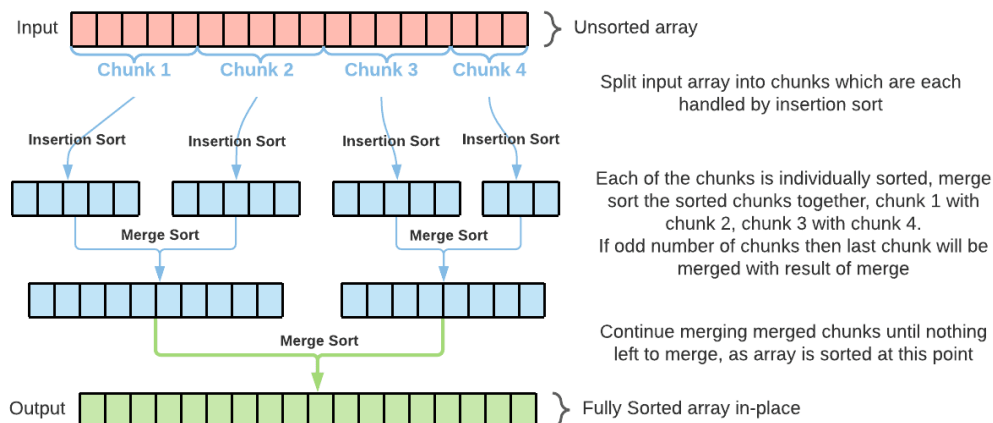 Input
Unsorted array
Chunk 1
Chunk 2
Chunk 3
Chunk 4
Split input array into chunks which are each
handled by insertion sort
Insertion Sort
Insertion Sort
Insertion Sort
Insertion Sort
Each of the chunks is individually sorted, merge
sort the sorted chunks together, chunk 1 with
chunk 2, chunk 3 with chunk 4.
If odd number of chunks then last chunk will be
merged with result of merge
Merge Sort
Merge Sort
Continue merging merged chunks until nothing
left to merge, as array is sorted at this point
Merge Sort
Output
Fully Sorted array in-place